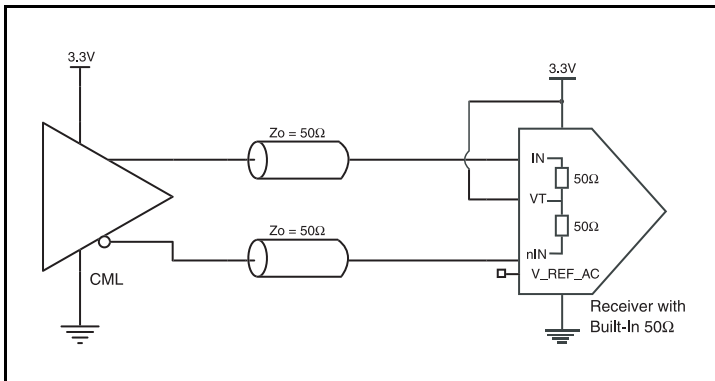 3.3V
3.3V
Zo = 50Ω
IN
50Ω
VT
50Ω
Zo = 50Ω
nIN
V_REF_AC
CML
Receiver with
Built-In 50Ω